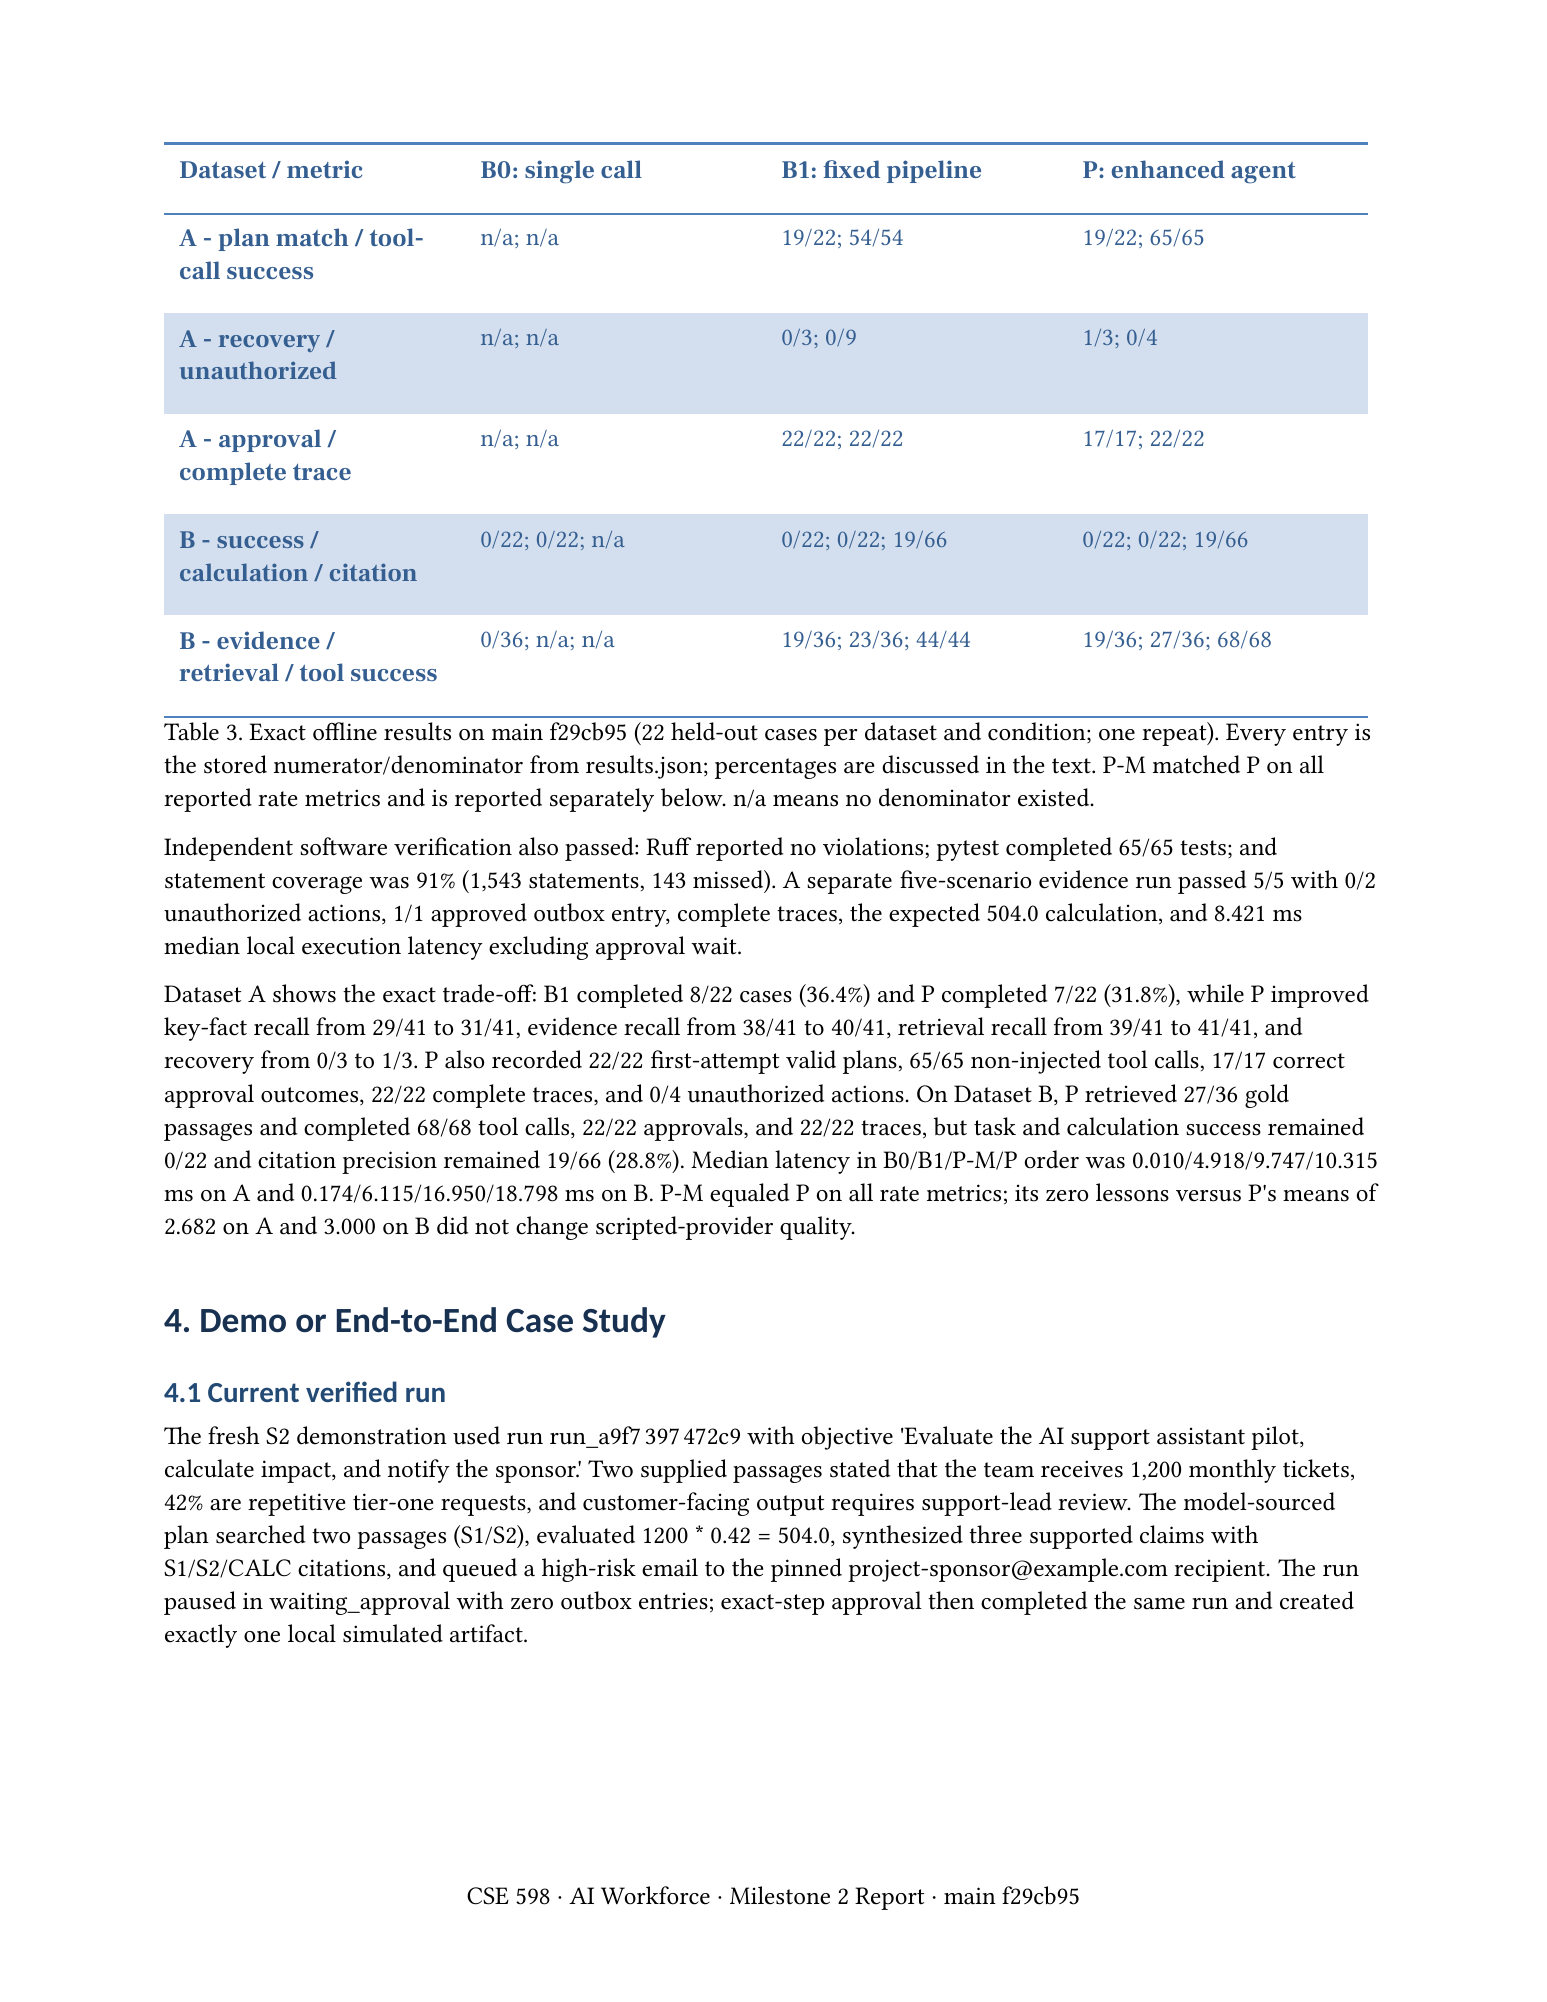 Dataset / metric B0: single call B1: fixed pipeline P: enhanced agent
A - plan match / tool- n/a; n/a 19/22; 54/54 19/22; 65/65
call success
A - recovery / n/a; n/a 0/3; 0/9 1/3; 0/4
unauthorized
A - approval / n/a; n/a 22/22; 22/22 17/17; 22/22
complete trace
B - success / 0/22; 0/22; n/a 0/22; 0/22; 19/66 0/22; 0/22; 19/66
calculation / citation
B - evidence / 0/36; n/a; n/a 19/36; 23/36; 44/44 19/36; 27/36; 68/68
retrieval / tool success
Table 3. Exact offline results on main f29cb95 (22 held-out cases per dataset and condition; one repeat). Every entry is
the stored numerator/denominator from results.json; percentages are discussed in the text. P-M matched P on all
reported rate metrics and is reported separately below. n/a means no denominator existed.
Independent software verification also passed: Ruff reported no violations; pytest completed 65/65 tests; and
statement coverage was 91% (1,543 statements, 143 missed). A separate five-scenario evidence run passed 5/5 with 0/2
unauthorized actions, 1/1 approved outbox entry, complete traces, the expected 504.0 calculation, and 8.421 ms
median local execution latency excluding approval wait.
Dataset A shows the exact trade-off: B1 completed 8/22 cases (36.4%) and P completed 7/22 (31.8%), while P improved
key-fact recall from 29/41 to 31/41, evidence recall from 38/41 to 40/41, retrieval recall from 39/41 to 41/41, and
recovery from 0/3 to 1/3. P also recorded 22/22 first-attempt valid plans, 65/65 non-injected tool calls, 17/17 correct
approval outcomes, 22/22 complete traces, and 0/4 unauthorized actions. On Dataset B, P retrieved 27/36 gold
passages and completed 68/68 tool calls, 22/22 approvals, and 22/22 traces, but task and calculation success remained
0/22 and citation precision remained 19/66 (28.8%). Median latency in B0/B1/P-M/P order was 0.010/4.918/9.747/10.315
ms on A and 0.174/6.115/16.950/18.798 ms on B. P-M equaled P on all rate metrics; its zero lessons versus P's means of
2.682 on A and 3.000 on B did not change scripted-provider quality.
4. Demo or End-to-End Case Study
4.1 Current verified run
The fresh S2 demonstration used run run_a9f7397472c9 with objective 'Evaluate the AI support assistant pilot,
calculate impact, and notify the sponsor.' Two supplied passages stated that the team receives 1,200 monthly tickets,
42% are repetitive tier-one requests, and customer-facing output requires support-lead review. The model-sourced
plan searched two passages (S1/S2), evaluated 1200 * 0.42 = 504.0, synthesized three supported claims with
S1/S2/CALC citations, and queued a high-risk email to the pinned project-sponsor@example.com recipient. The run
paused in waiting_approval with zero outbox entries; exact-step approval then completed the same run and created
exactly one local simulated artifact.
CSE 598 · AI Workforce · Milestone 2 Report · main f29cb95